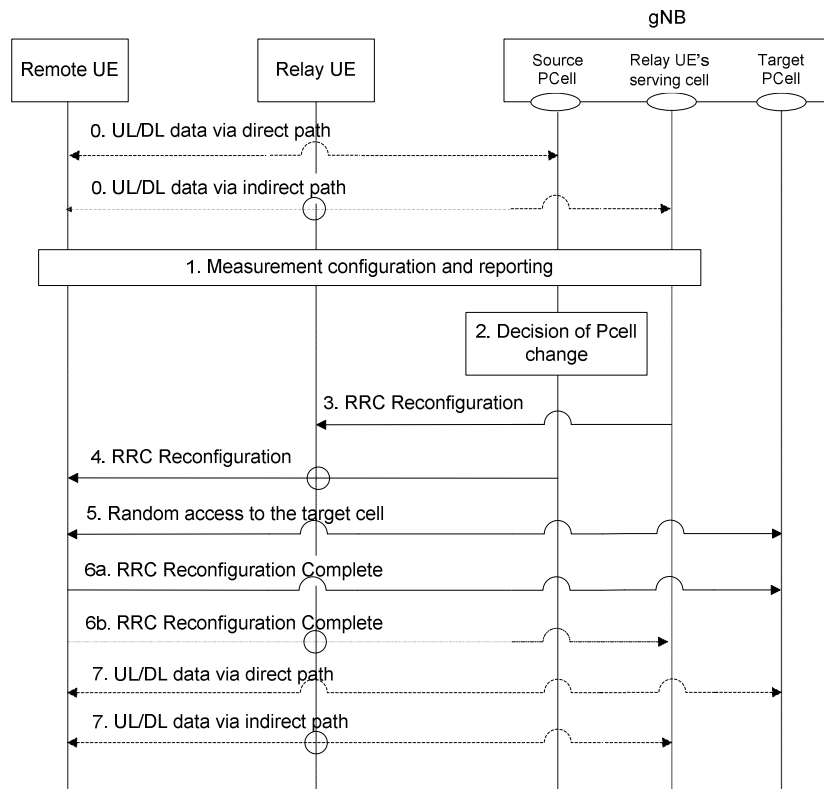 gNB
Remote UE
Relay UE
Source
PCell
Relay UE's
serving cell
Target
PCell
0. UL/DL data via direct path
0. UL/DL data via indirect path
1. Measurement configuration and reporting
2. Decision of Pcell
change
3. RRC Reconfiguration
4. RRC Reconfiguration
5. Random access to the target cell
6a. RRC Reconfiguration Complete
6b. RRC Reconfiguration Complete
7. UL/DL data via direct path
7. UL/DL data via indirect path